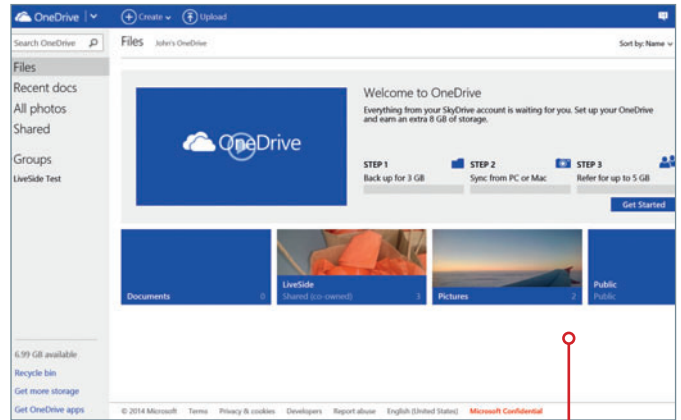 OneDrive
Create
Upload
Search OneDrive
Files
John's OneDrive
Sort by: Name
Files
Recent docs
All photos
Shared
Groups
LiveSide Test
OneDrive
Welcome to OneDrive
Everything from your SkyDrive account is waiting for you. Set up your OneDrive
and earn an extra 8 GB of storage.
STEP 1
Back up for 3 GB
STEP 2
Sync from PC or Mac
STEP 3
Refer for up to 5 GB
Get Started
Documents 0
LiveSide
Shared (co-owned) 3
Pictures 2
Public
Public
6.99 GB available
Recycle bin
Get more storage
Get OneDrive apps
© 2014 Microsoft Terms Privacy & cookies Developers Report abuse English (United States) Microsoft Confidential